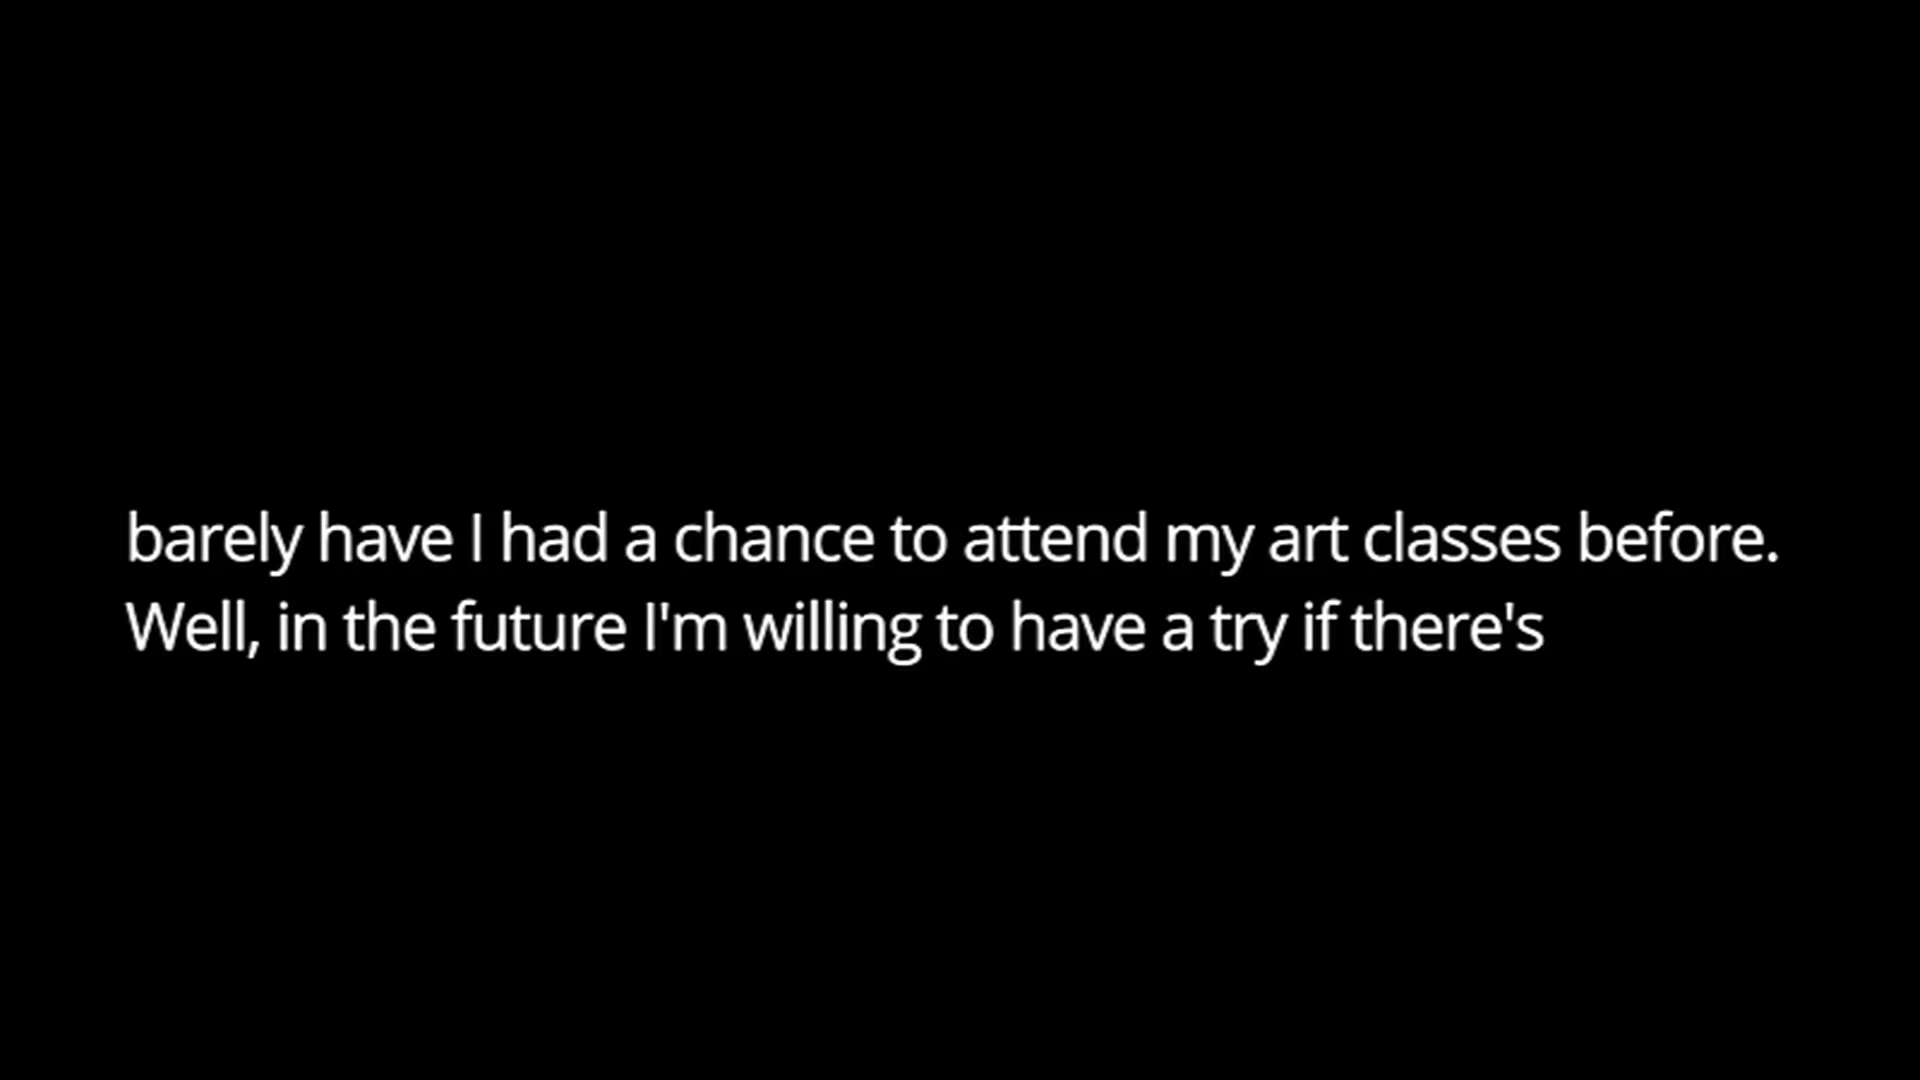 barely have I had a chance to attend my art classes before.
Well, in the future I'm willing to have a try if there's